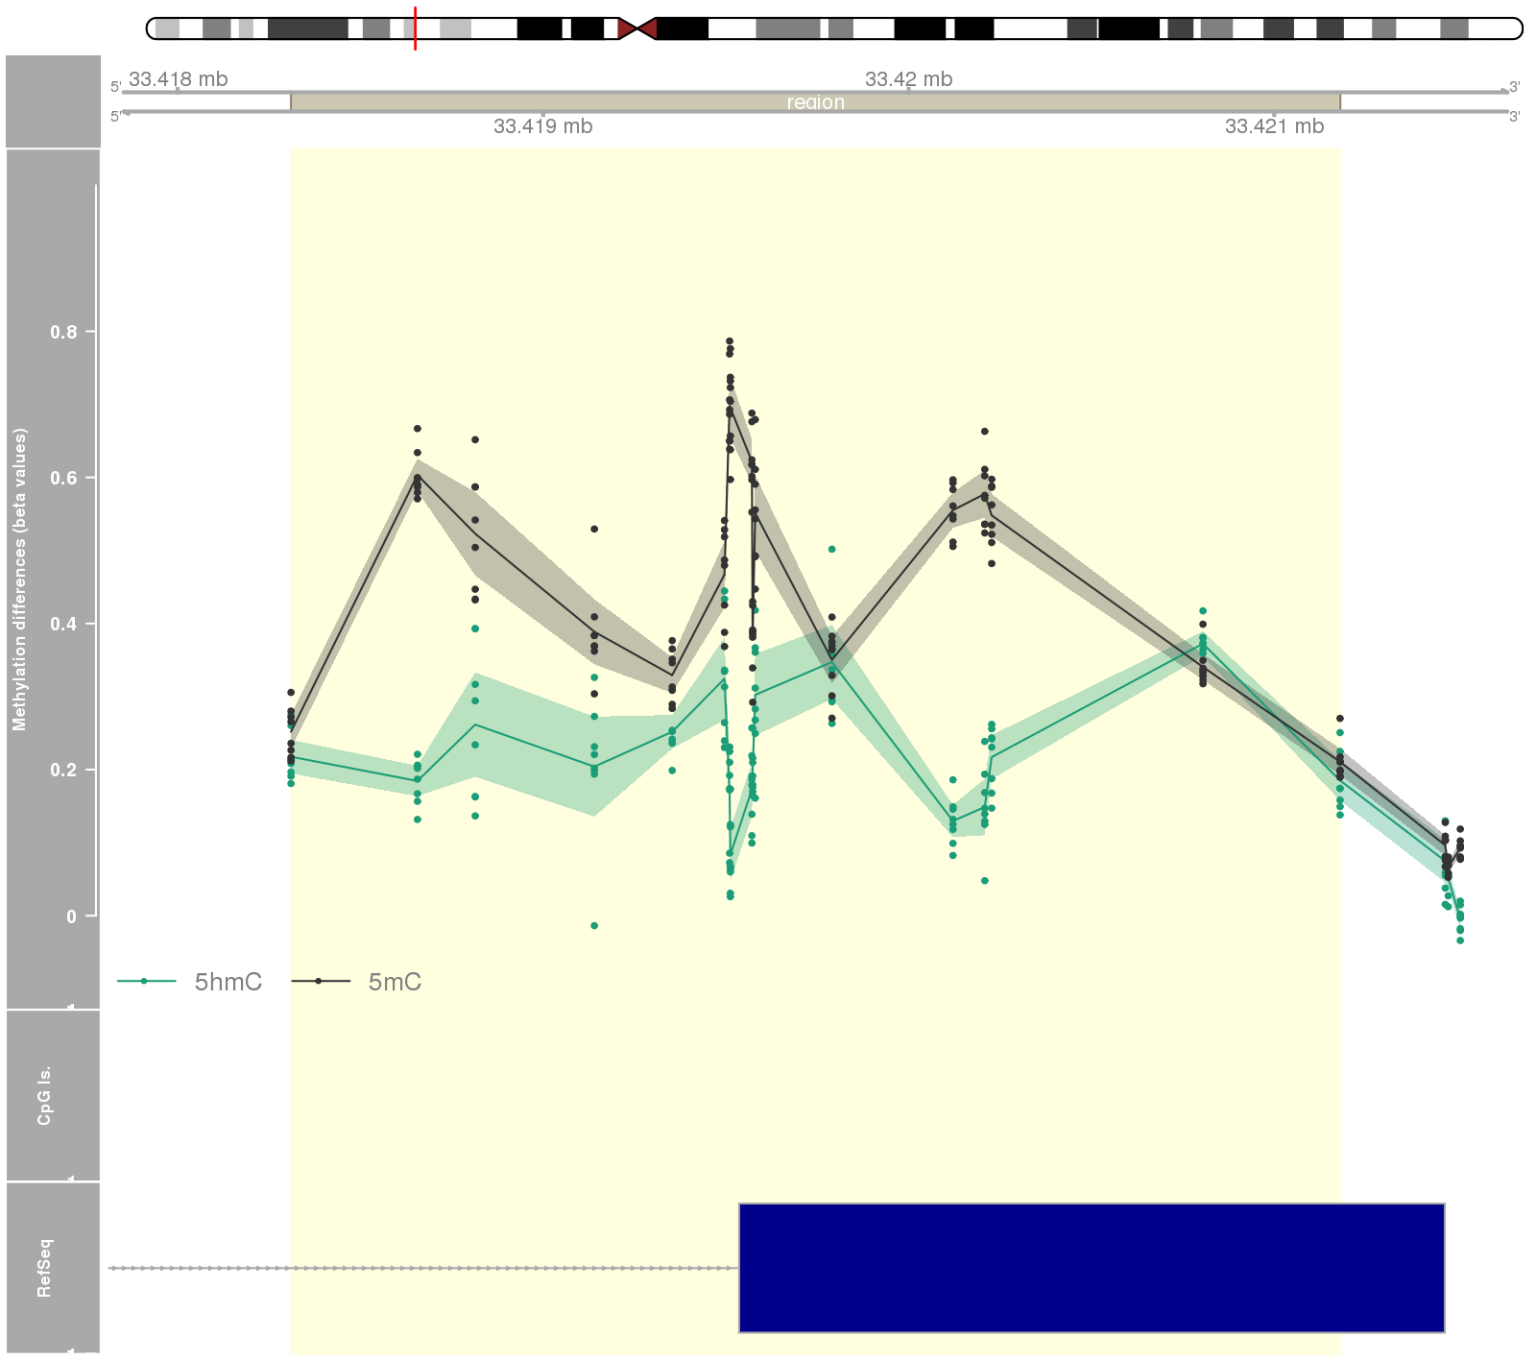 33.418 mb
33.42 mb
5'
3'
region
5'
3'
33.419 mb
33.421 mb
Methylation differences (beta values)
0.8
0.6
0.4
0.2
0
5hmC
5mC
CpG Is.
RefSeq